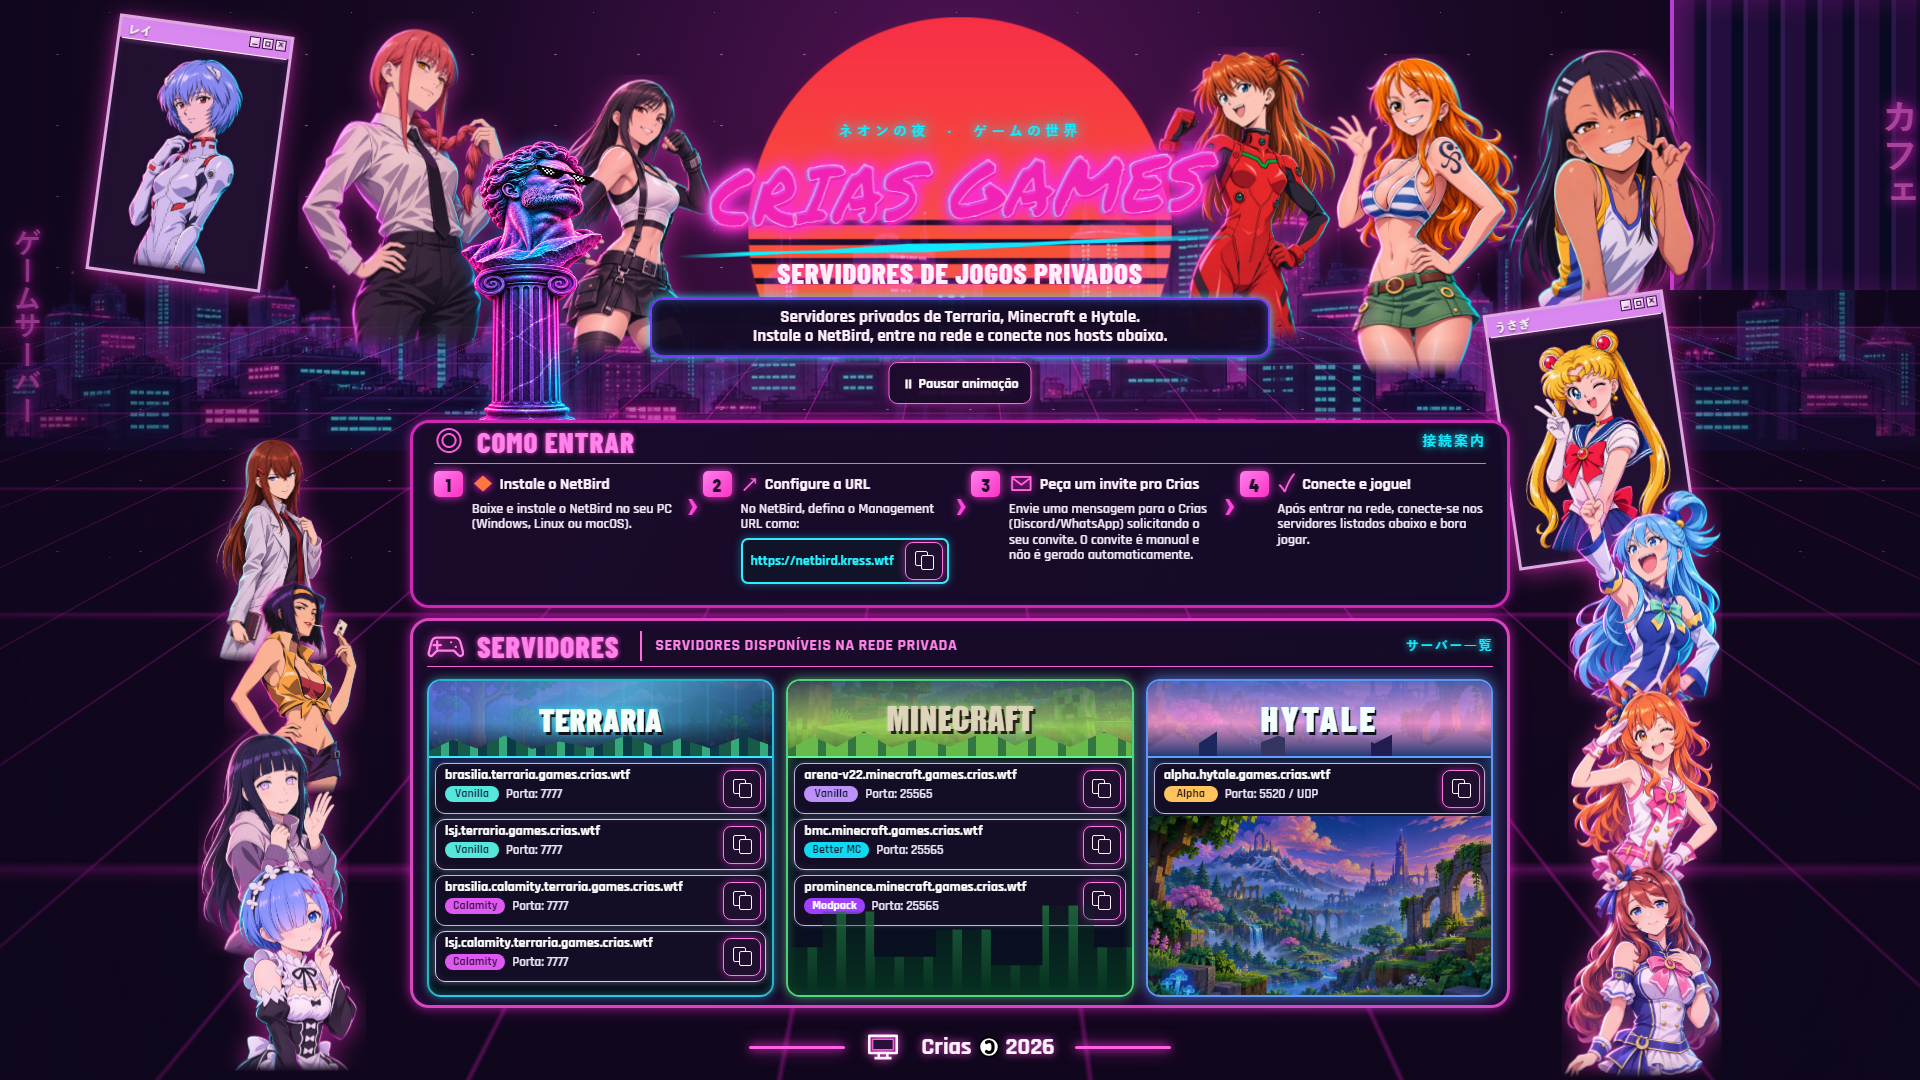 レイ
ネオンの夜 · ゲームの世界
CRIAS GAMES
カフェ
ゲームサーバー
SERVIDORES DE JOGOS PRIVADOS
Servidores privados de Terraria, Minecraft e Hytale.
Instale o NetBird, entre na rede e conecte nos hosts abaixo.
Pausar animação
うさぎ
COMO ENTRAR
接続案内
1 Instale o NetBird
Baixe e instale o NetBird no seu PC
(Windows, Linux ou macOS).
2 Configure a URL
No NetBird, defina o Management
URL como:
https://netbird.kress.wtf
3 Peça um invite pro Crias
Envie uma mensagem para o Crias
(Discord/WhatsApp) solicitando o
seu convite. O convite é manual e
não é gerado automaticamente.
4 Conecte e jogue!
Após entrar na rede, conecte-se nos
servidores listados abaixo e bora
jogar.
SERVIDORES
SERVIDORES DISPONÍVEIS NA REDE PRIVADA
サーバー一覧
TERRARIA
brasilia.terraria.games.crias.wtf
Vanilla Porta: 7777
lsj.terraria.games.crias.wtf
Vanilla Porta: 7777
brasilia.calamity.terraria.games.crias.wtf
Calamity Porta: 7777
lsj.calamity.terraria.games.crias.wtf
Calamity Porta: 7777
MINECRAFT
arena-v22.minecraft.games.crias.wtf
Vanilla Porta: 25565
bmc.minecraft.games.crias.wtf
Better MC Porta: 25565
prominence.minecraft.games.crias.wtf
Modpack Porta: 25565
HYTALE
alpha.hytale.games.crias.wtf
Alpha Porta: 5520 / UDP
Crias 2026